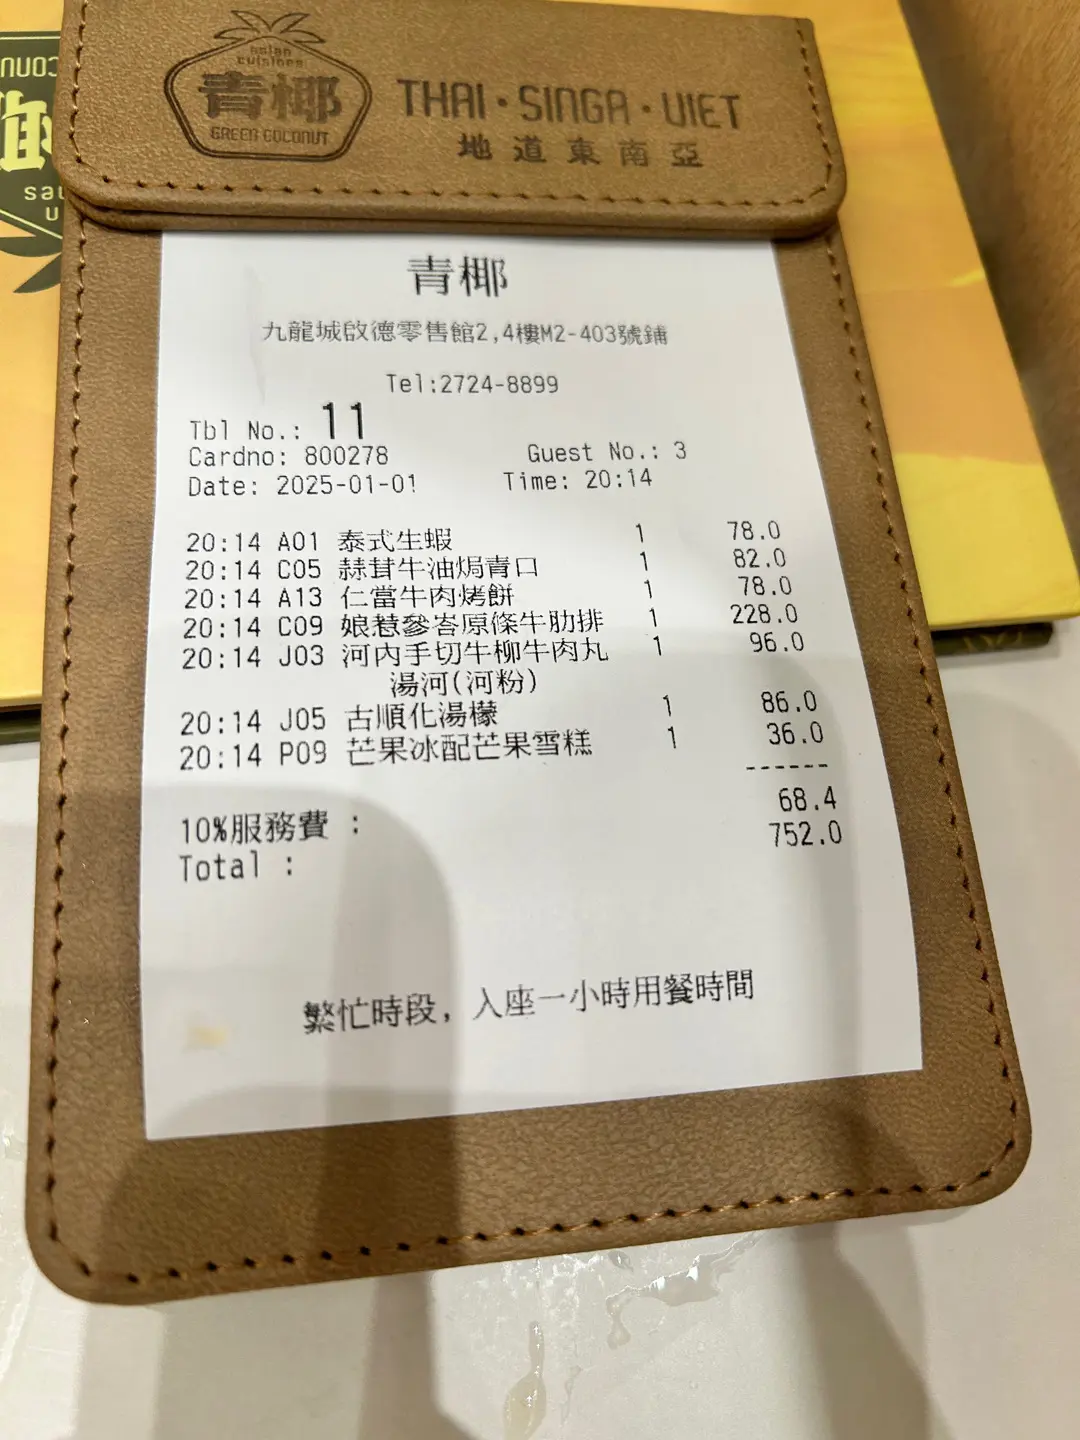 asian
cuisines
青椰
GREEN COCONUT
THAI·SINGA·VIET
地道東南亞
青椰
九龍城啟德零售館2,4樓M2-403號鋪
Tel:2724-8899
Tbl No.: 11
Cardno: 800278 Guest No.: 3
Date: 2025-01-01 Time: 20:14
20:14 A01 泰式生蝦 1 78.0
20:14 C05 蒜茸牛油焗青口 1 82.0
20:14 A13 仁當牛肉烤餅 1 78.0
20:14 C09 娘惹參峇原條牛肋排 1 228.0
20:14 J03 河內手切牛柳牛肉丸 1 96.0
湯河(河粉)
20:14 J05 古順化湯檬 1 86.0
20:14 P09 芒果冰配芒果雪糕 1 36.0
------
10%服務費 : 68.4
Total : 752.0
繁忙時段, 入座一小時用餐時間